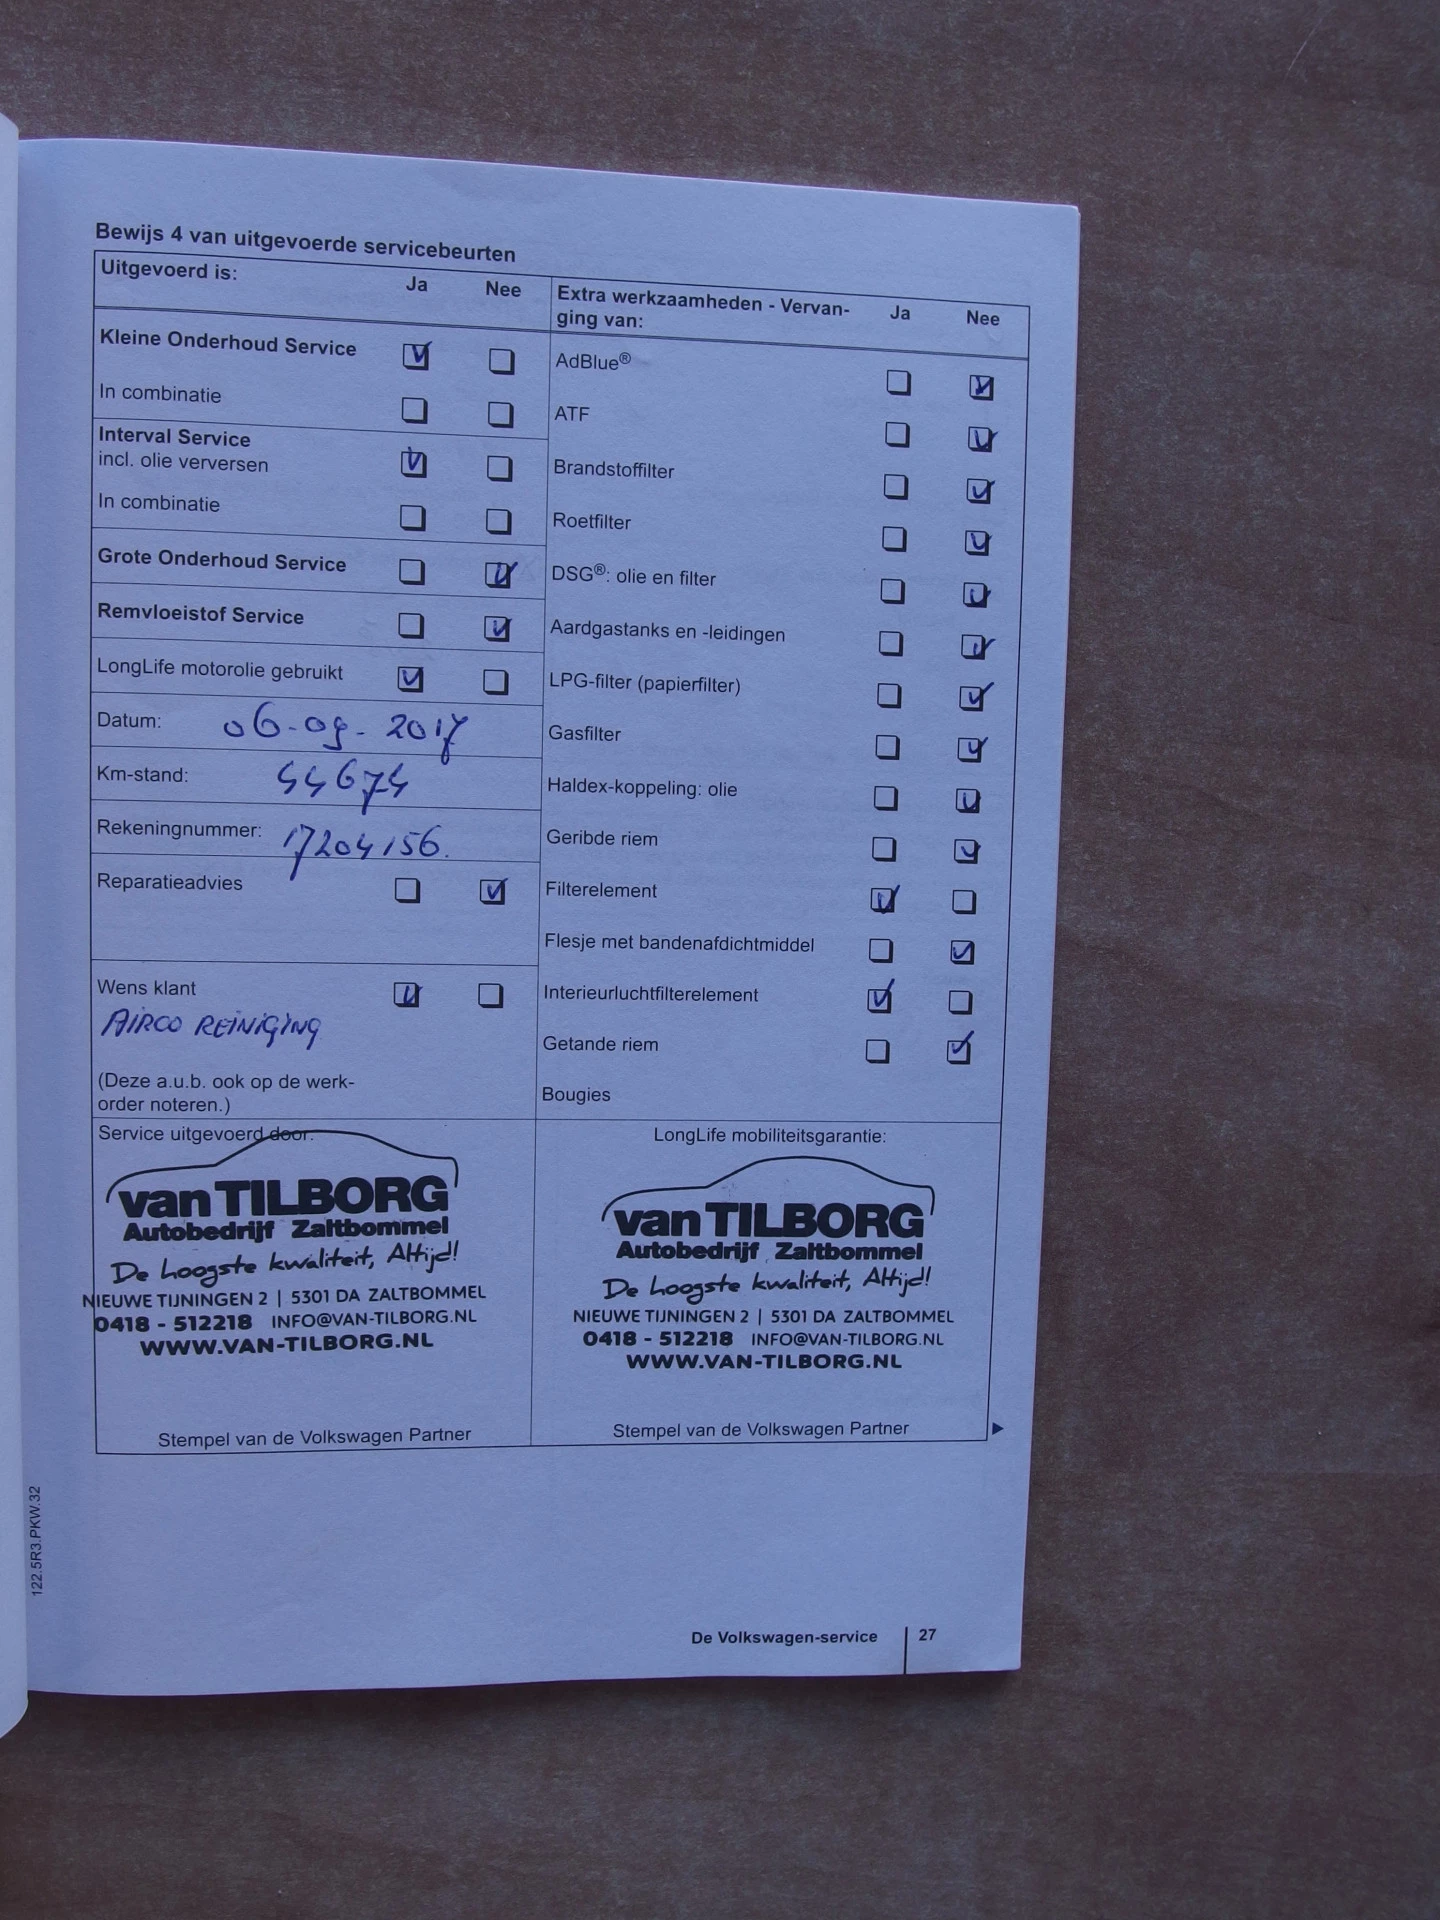 Bewijs 4 van uitgevoerde servicebeurten
Uitgevoerd is: Ja Nee
Kleine Onderhoud Service
In combinatie
Interval Service
incl. olie verversen
In combinatie
Grote Onderhoud Service
Remvloeistof Service
LongLife motorolie gebruikt
Datum: 06-09-2017
Km-stand: 44674
Rekeningnummer: 17204156.
Reparatieadvies
Wens klant
AIRCO REINIGING
(Deze a.u.b. ook op de werk-
order noteren.)
Extra werkzaamheden - Vervan- Ja Nee
ging van:
AdBlue®
ATF
Brandstoffilter
Roetfilter
DSG®: olie en filter
Aardgastanks en -leidingen
LPG-filter (papierfilter)
Gasfilter
Haldex-koppeling: olie
Geribde riem
Filterelement
Flesje met bandenafdichtmiddel
Interieurluchtfilterelement
Getande riem
Bougies
Service uitgevoerd door:
van TILBORG
Autobedrijf Zaltbommel
De hoogste kwaliteit, Altijd!
NIEUWE TIJNINGEN 2 | 5301 DA ZALTBOMMEL
0418 - 512218 INFO@VAN-TILBORG.NL
WWW.VAN-TILBORG.NL
Stempel van de Volkswagen Partner
LongLife mobiliteitsgarantie:
van TILBORG
Autobedrijf Zaltbommel
De hoogste kwaliteit, Altijd!
NIEUWE TIJNINGEN 2 | 5301 DA ZALTBOMMEL
0418 - 512218 INFO@VAN-TILBORG.NL
WWW.VAN-TILBORG.NL
Stempel van de Volkswagen Partner
122.5R3.PKW.32
De Volkswagen-service 27